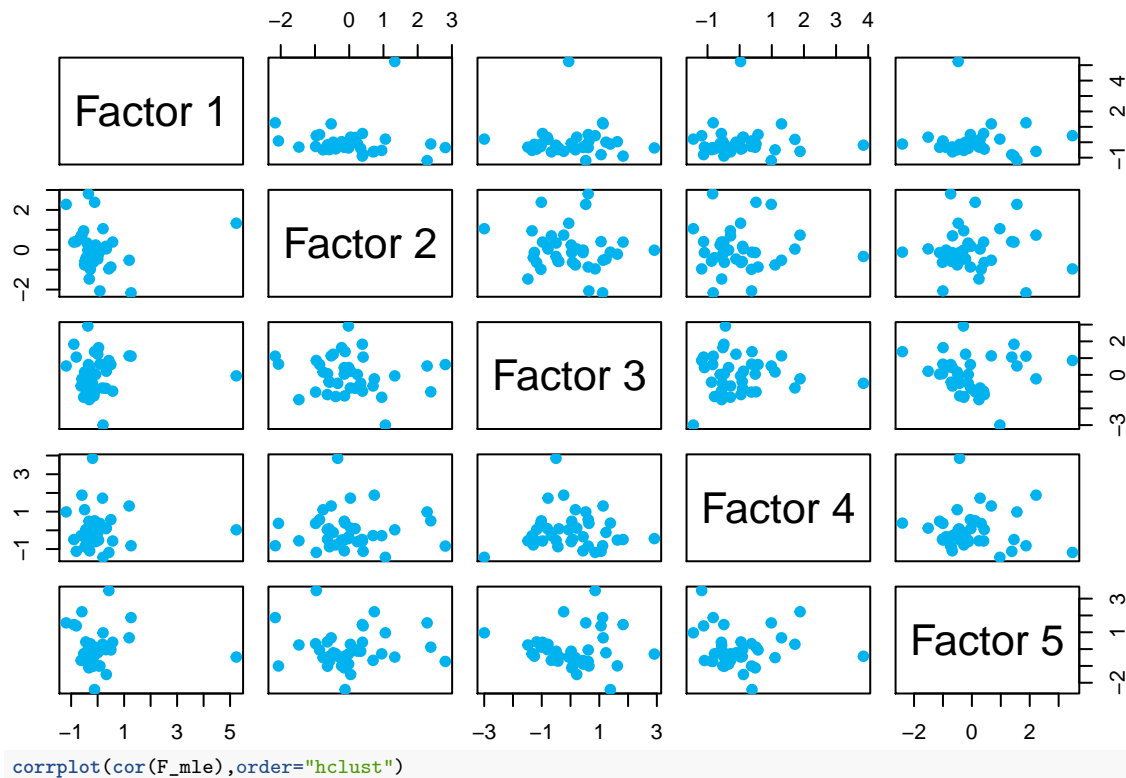 −2 0 1 2 3 −1 1 2 3 4
Factor 1
−1 2 4
−2 0 2
Factor 2
Factor 3
−3 0 2
−1 1 3
Factor 4
Factor 5
−2 1 3
−1 1 3 5 −3 −1 1 3 0 2
corrplot(cor(F_mle),order="hclust")